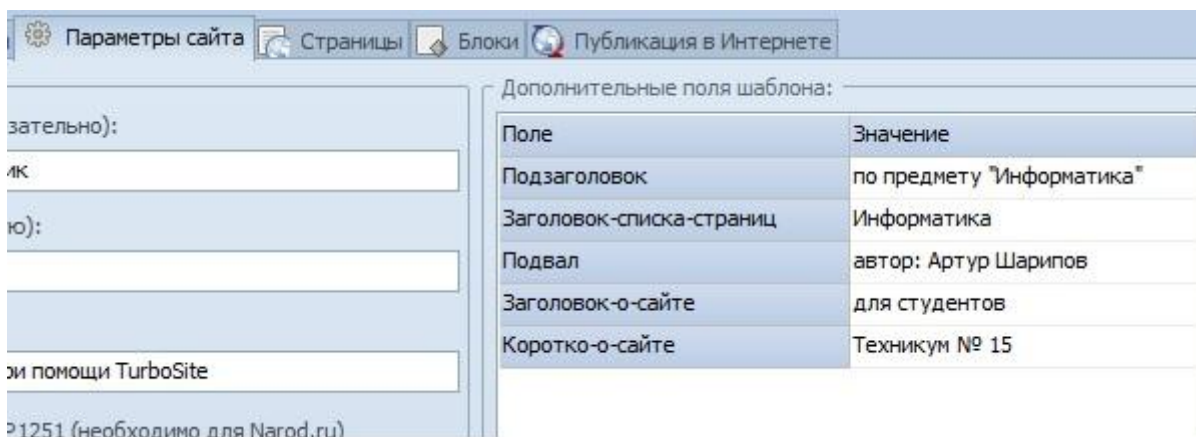 Параметры сайта Страницы Блоки Публикация в Интернете
Дополнительные поля шаблона:
зательно):
Поле Значение
ик
Подзаголовок по предмету "Информатика"
Заголовок-списка-страниц Информатика
ю):
Подвал автор: Артур Шарипов
Заголовок-о-сайте для студентов
Коротко-о-сайте Техникум № 15
ри помощи TurboSite
P1251 (необходимо для Narod.ru)